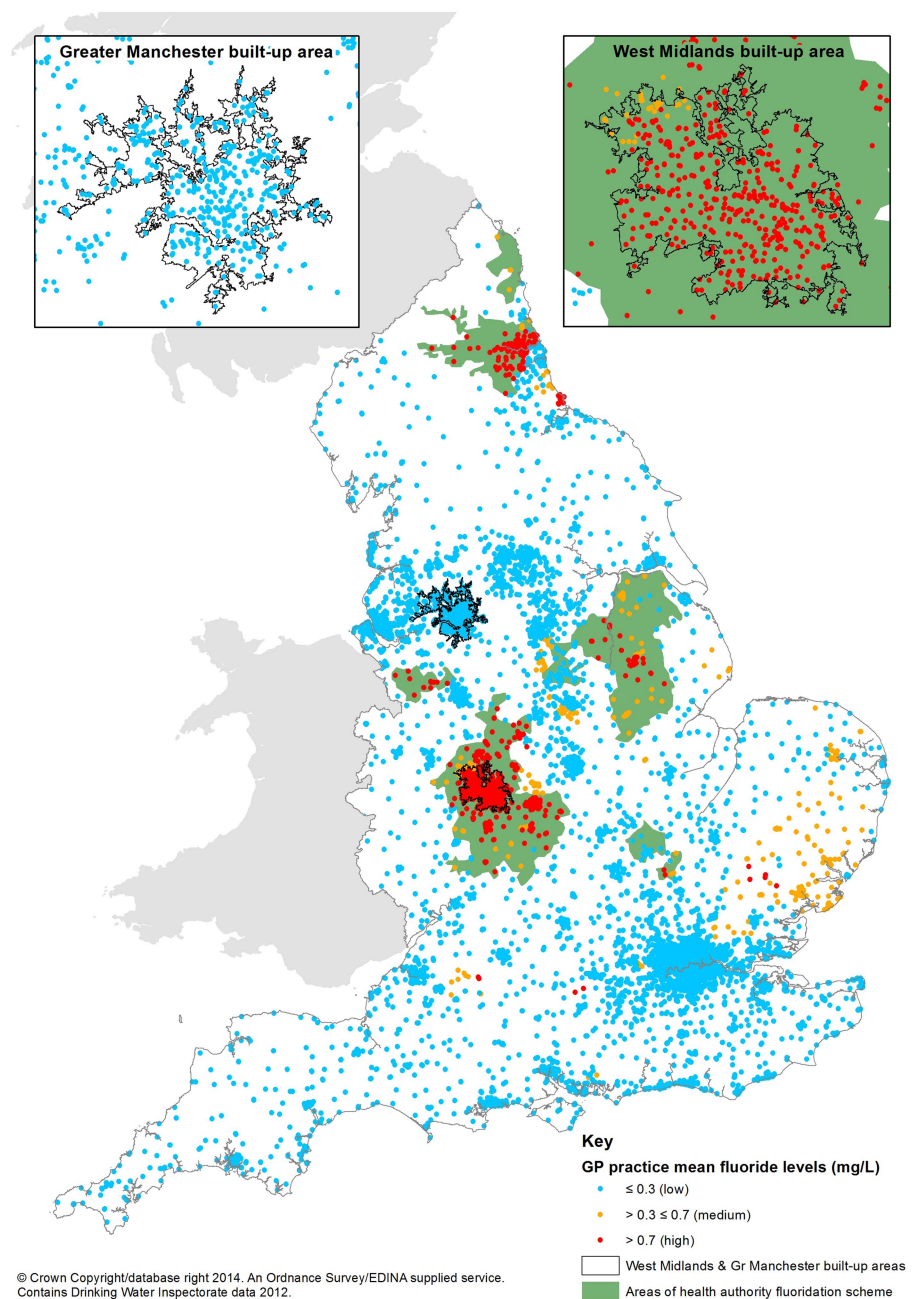 Greater Manchester built-up area
West Midlands built-up area
Key
GP practice mean fluoride levels (mg/L)
≤ 0.3 (low)
> 0.3 ≤ 0.7 (medium)
> 0.7 (high)
West Midlands & Gr Manchester built-up areas
Areas of health authority fluoridation scheme
© Crown Copyright/database right 2014. An Ordnance Survey/EDINA supplied service.
Contains Drinking Water Inspectorate data 2012.